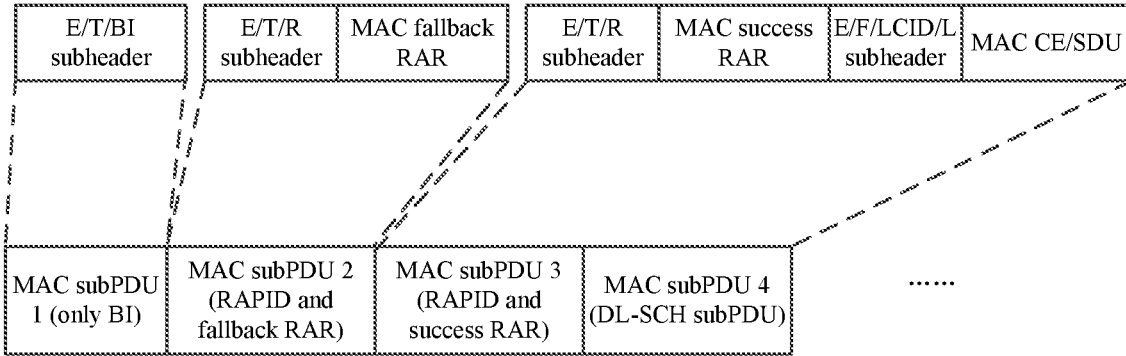 E/T/BI
subheader
E/T/R
subheader
MAC fallback
RAR
E/T/R
subheader
MAC success
RAR
E/F/LCID/L
subheader
MAC CE/SDU
MAC subPDU
1 (only BI)
MAC subPDU 2
(RAPID and
fallback RAR)
MAC subPDU 3
(RAPID and
success RAR)
MAC subPDU 4
(DL-SCH subPDU)
……